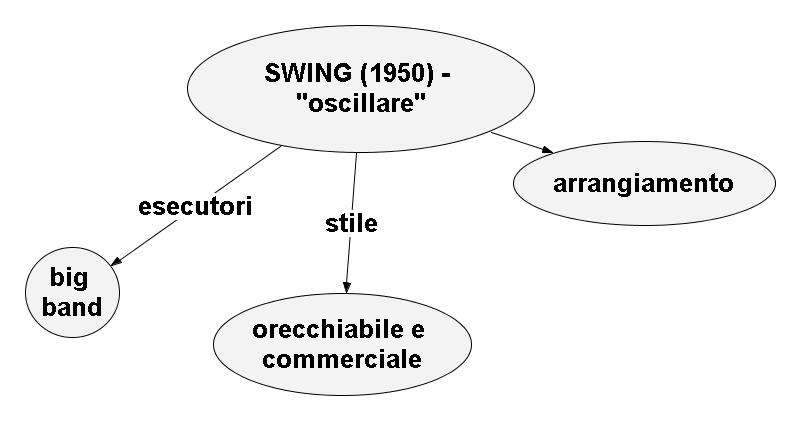 SWING (1950) -
"oscillare"
arrangiamento
esecutori
stile
big
band
orecchiabile e
commerciale